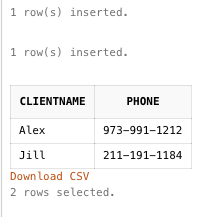 1 row(s) inserted.
1 row(s) inserted.
CLIENTNAME PHONE
Alex 973-991-1212
Jill 211-191-1184
Download CSV
2 rows selected.